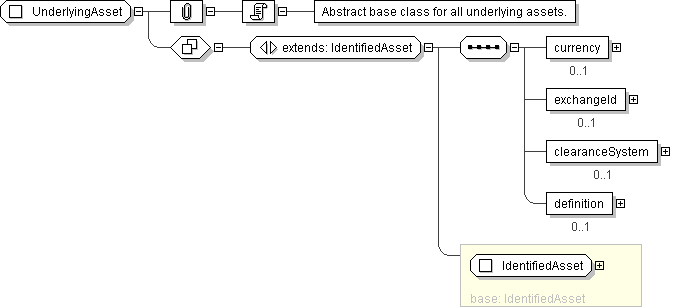 UnderlyingAsset
Abstract base class for all underlying assets.
extends: IdentifiedAsset
currency
0..1
exchangeId
0..1
clearanceSystem
0..1
definition
0..1
IdentifiedAsset
base: IdentifiedAsset